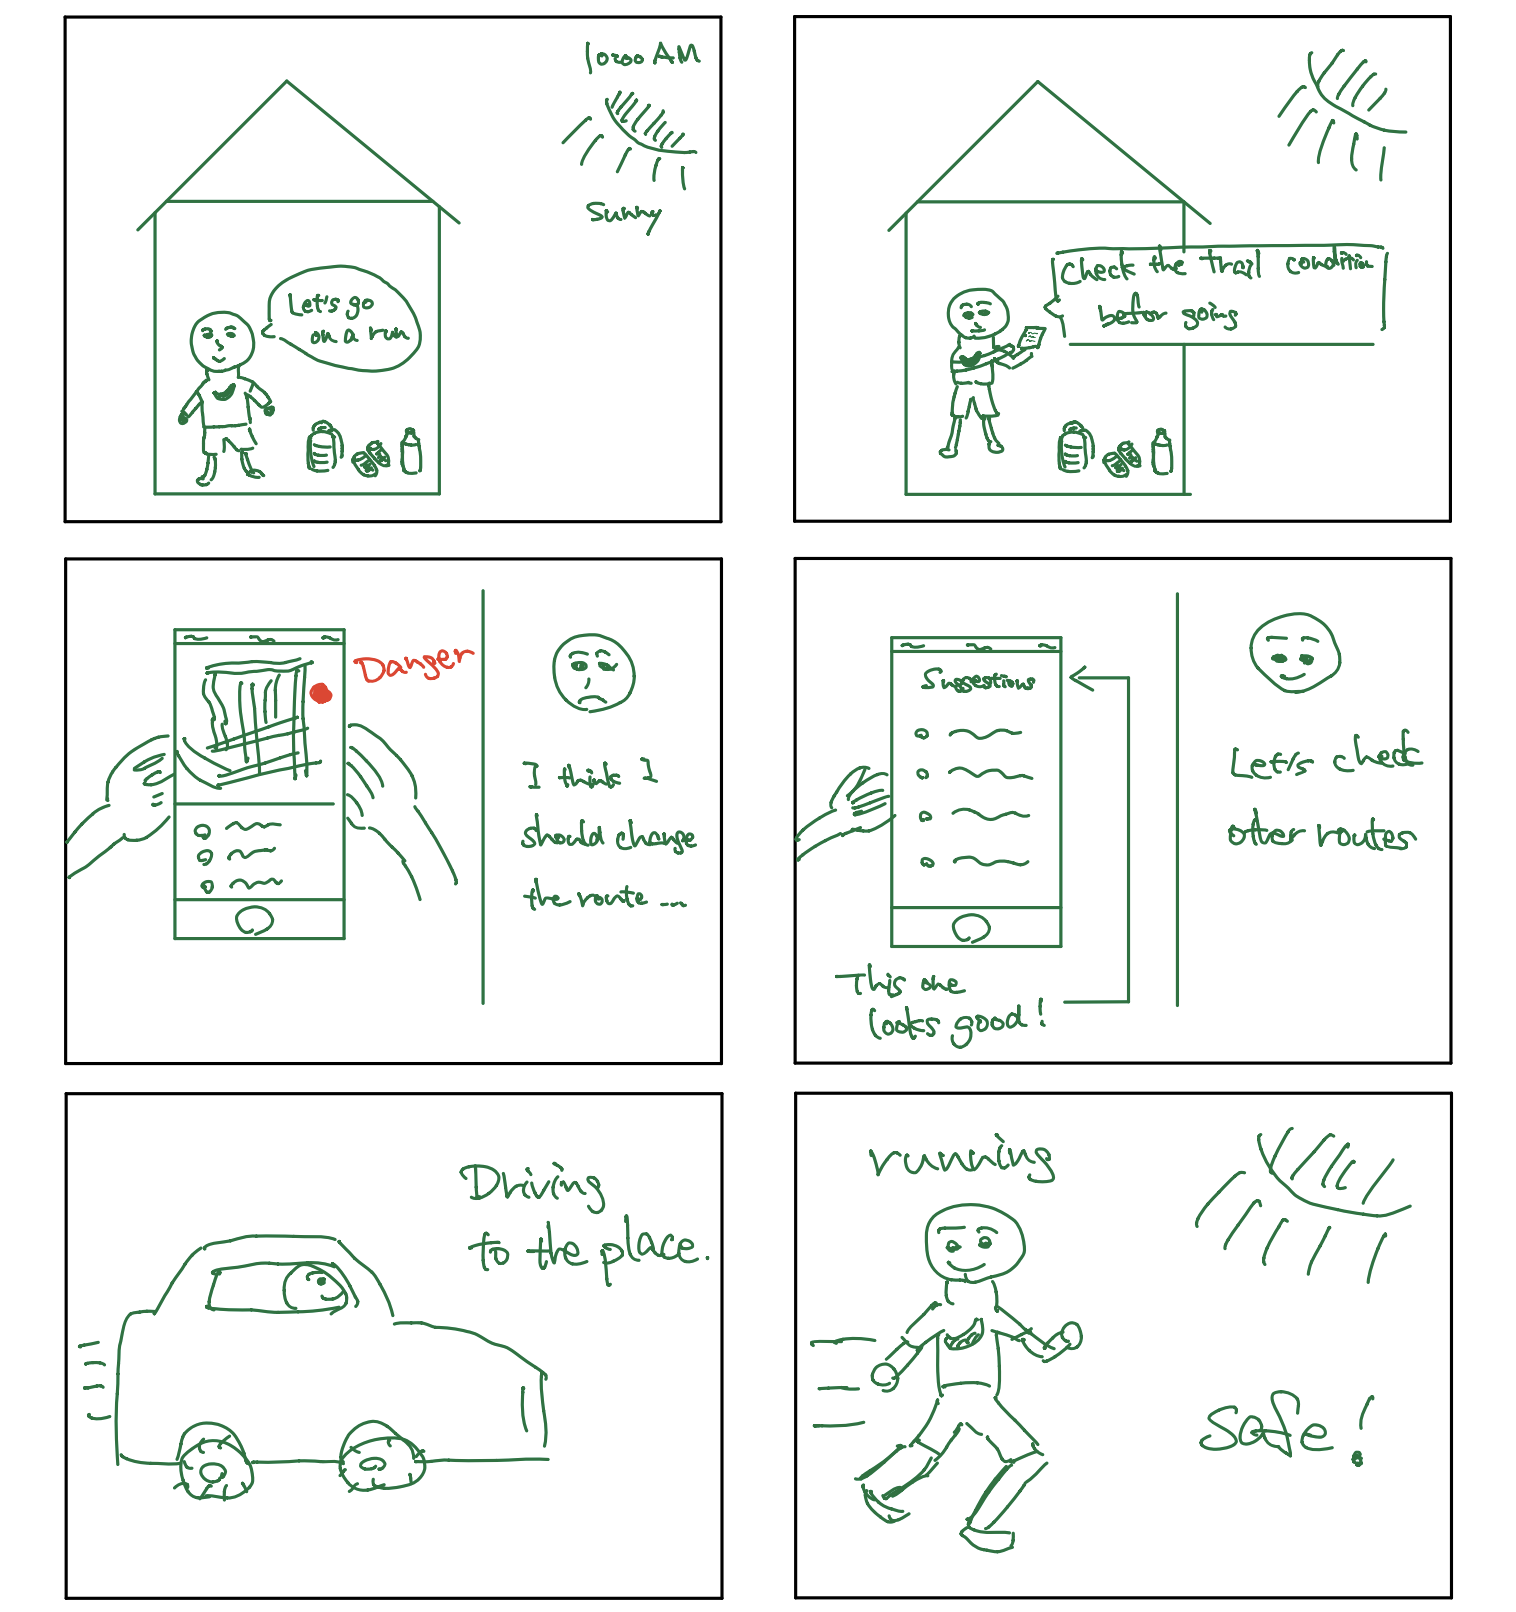 10:00 AM
Sunny
Let's go
on a run
Check the trail condition
befor going
Danger
I think I
should change
the route ...
Suggestions
This one
looks good!
Let's check
other routes
Driving
to the place.
running
safe!